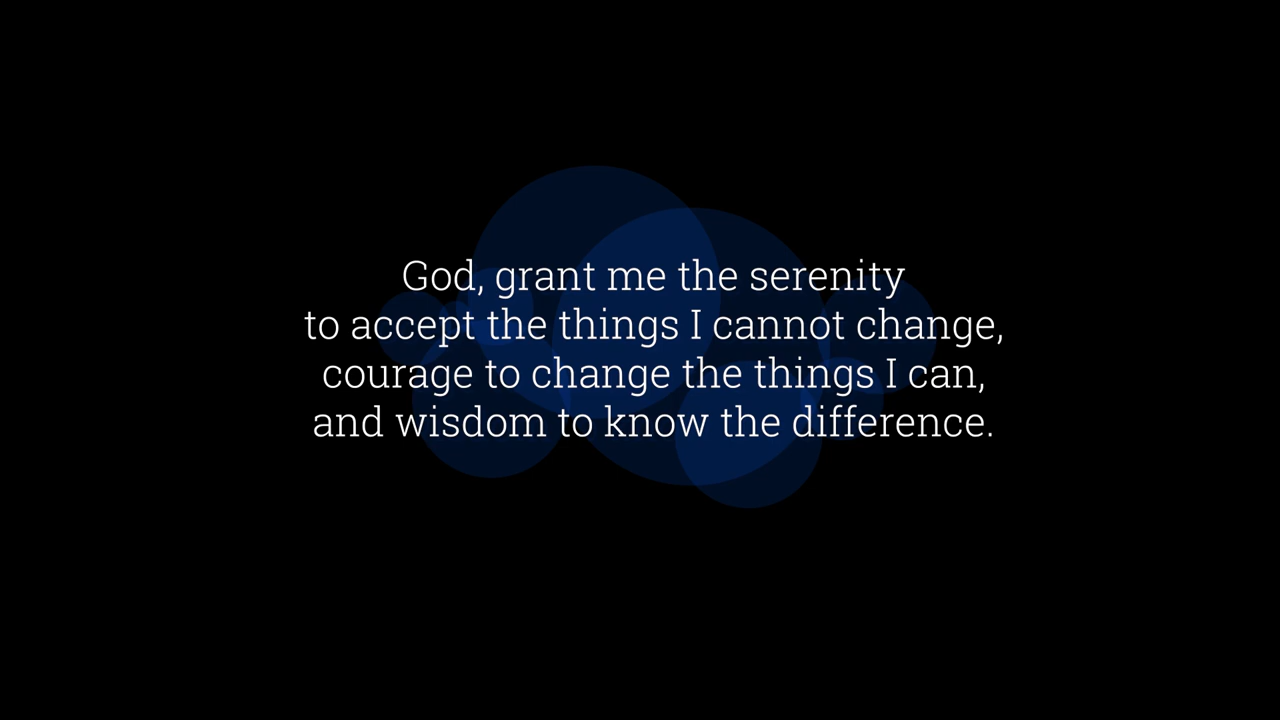 God, grant me the serenity
to accept the things I cannot change,
courage to change the things I can,
and wisdom to know the difference.